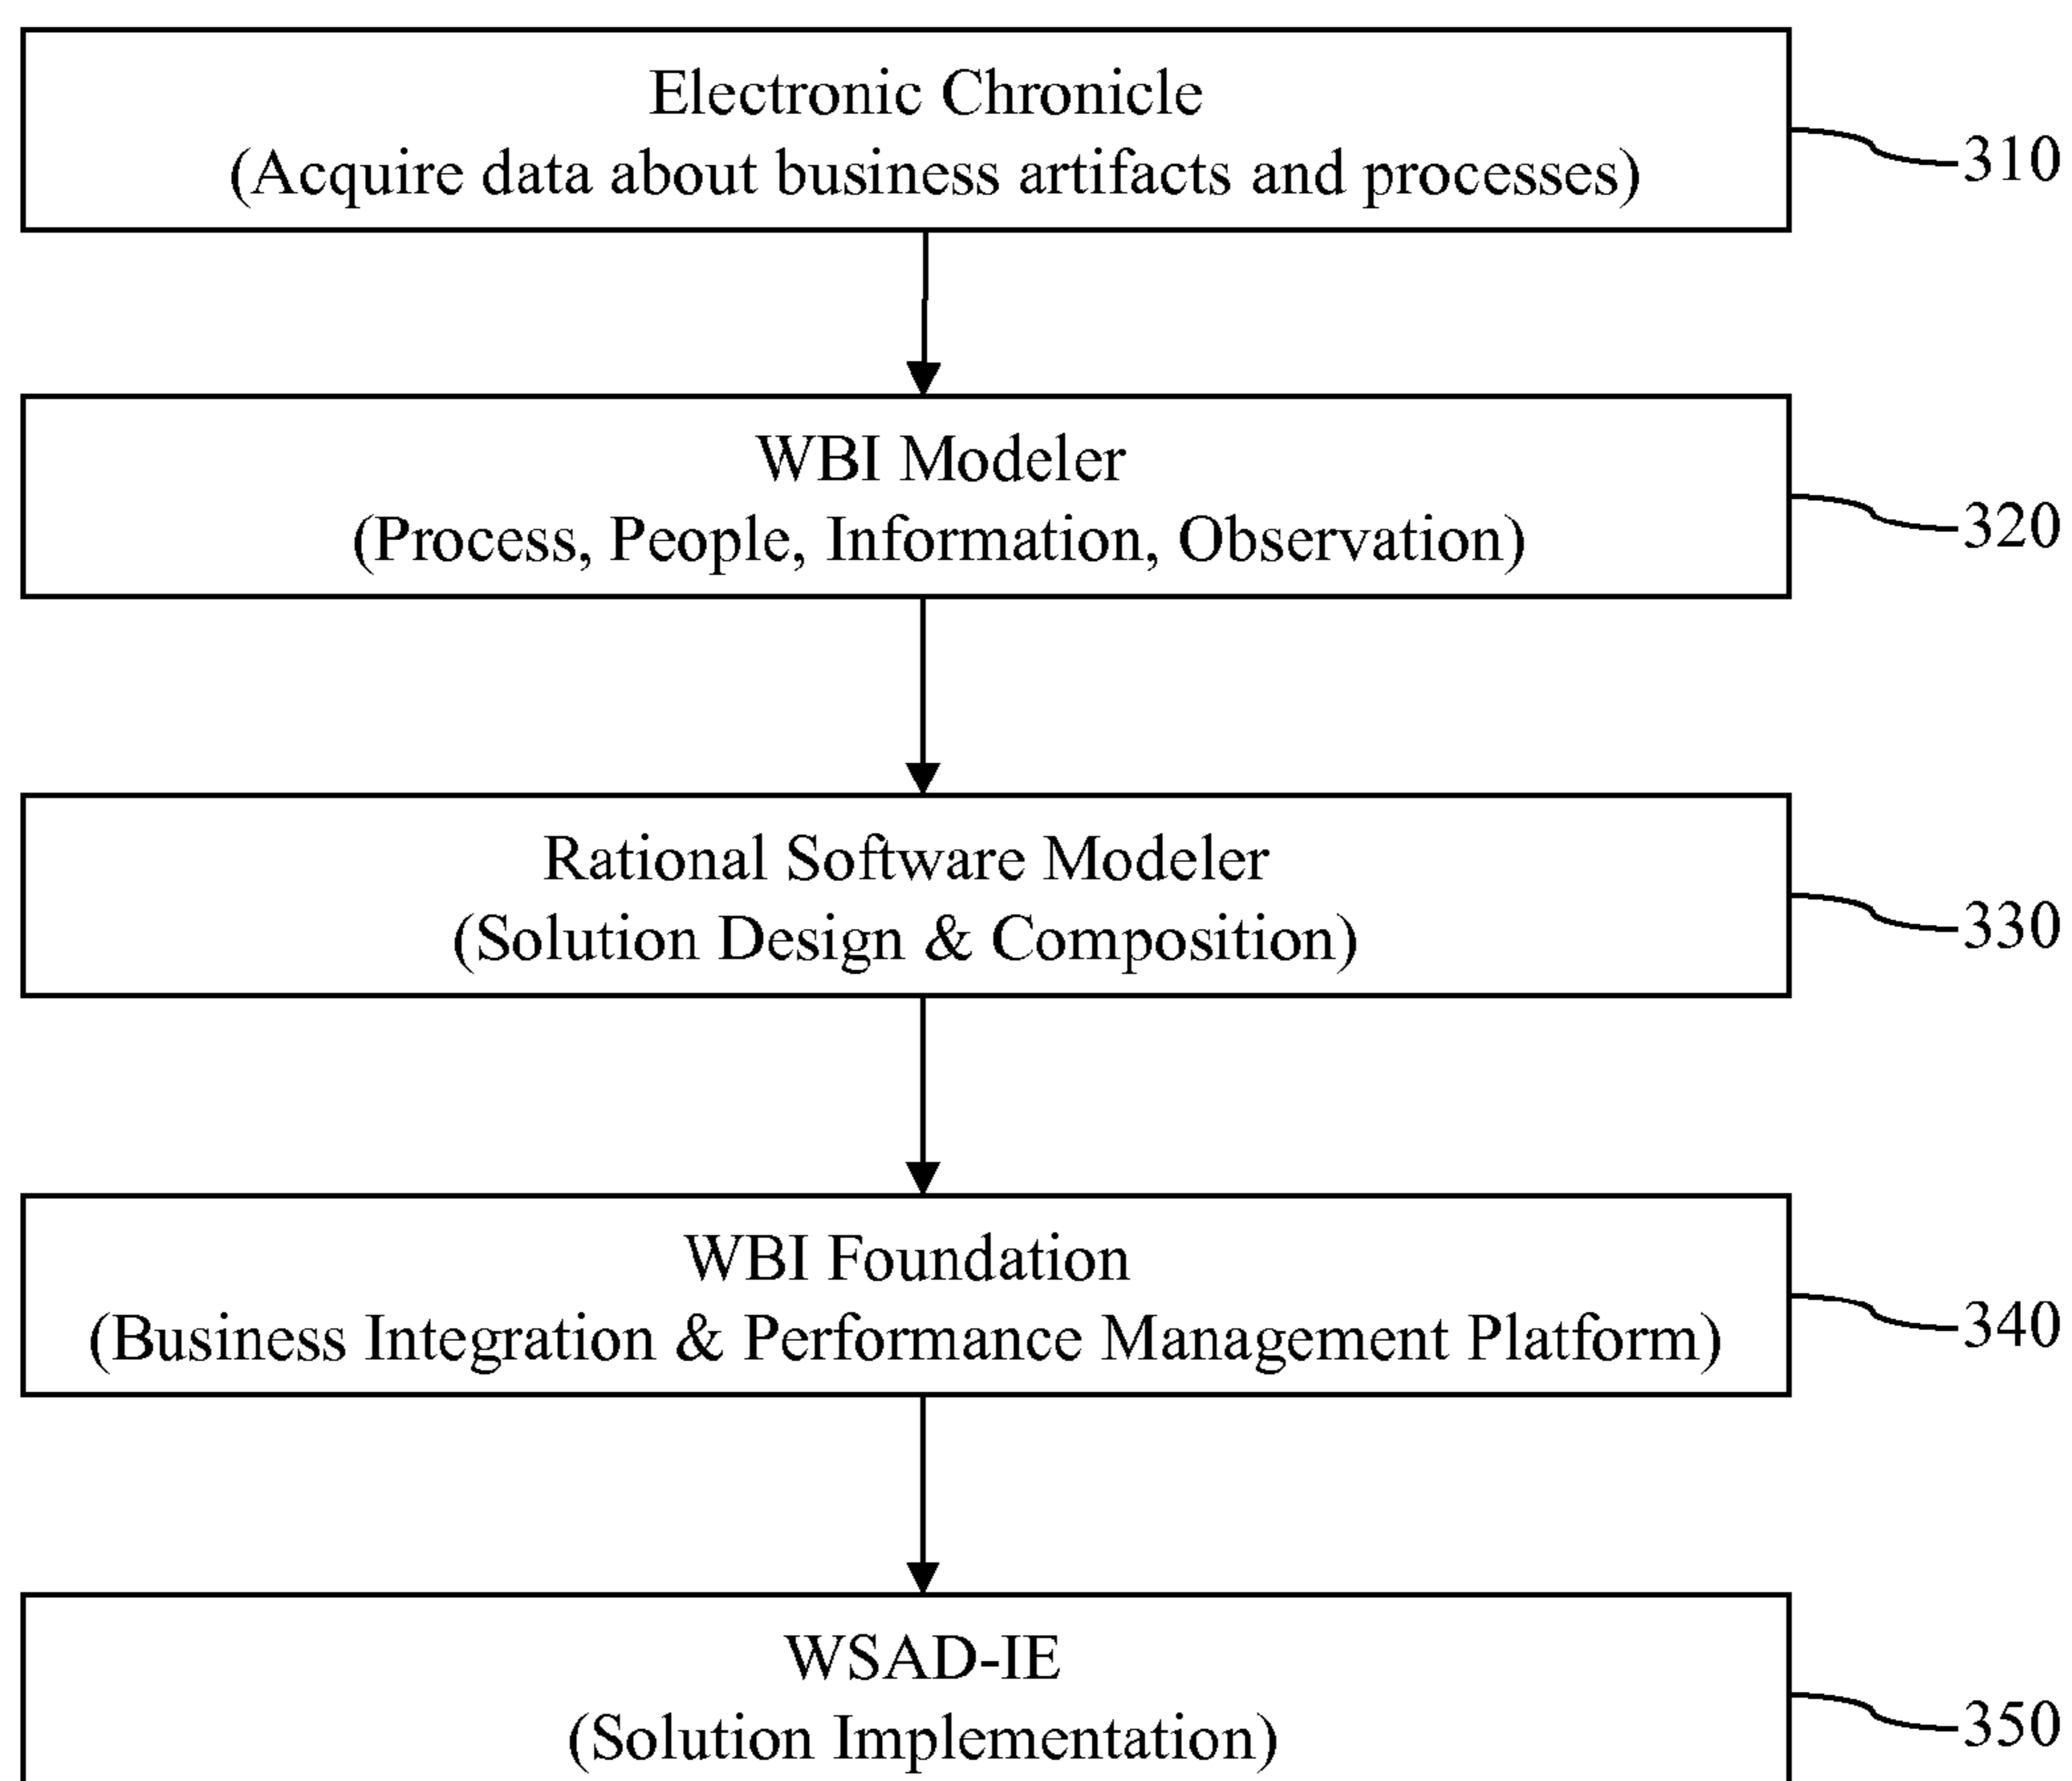 Electronic Chronicle
(Acquire data about business artifacts and processes)
310
WBI Modeler
(Process, People, Information, Observation)
320
Rational Software Modeler
(Solution Design & Composition)
330
WBI Foundation
(Business Integration & Performance Management Platform)
340
WSAD-IE
(Solution Implementation)
350